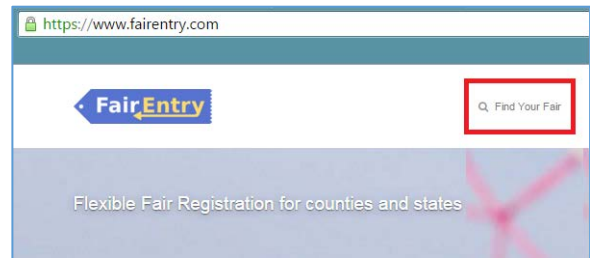 https://www.fairentry.com
FairEntry
Find Your Fair
Flexible Fair Registration for counties and states